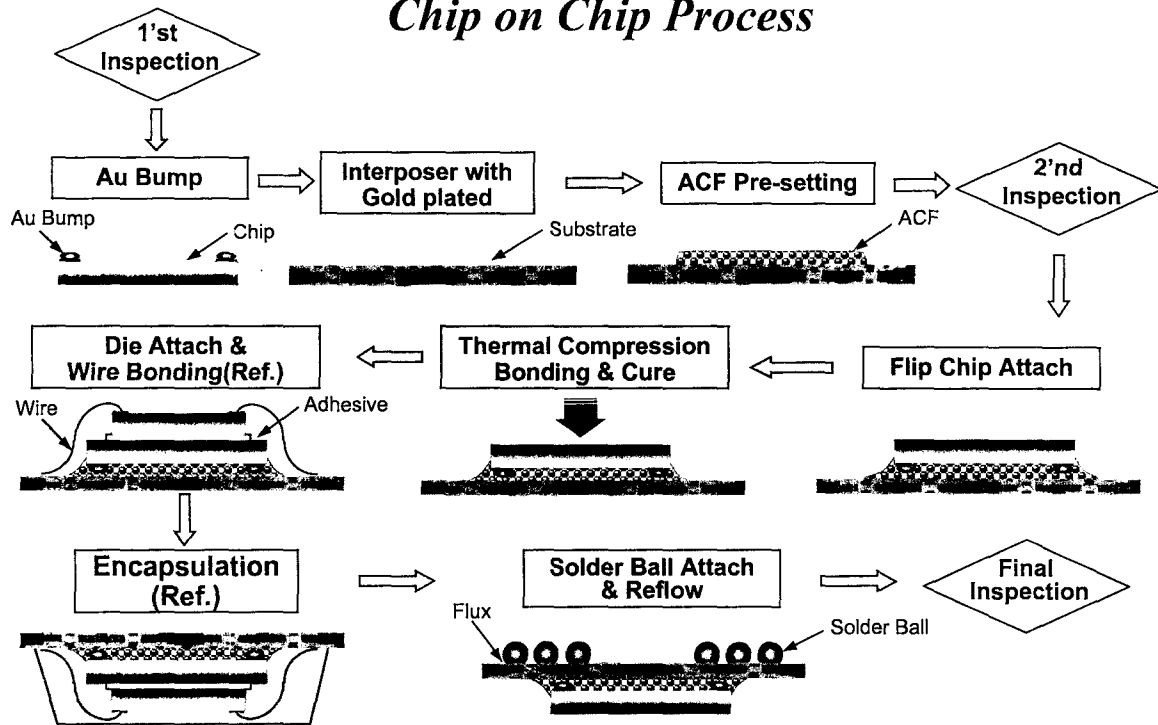 Chip on Chip Process
1'st
Inspection
Au Bump
Interposer with
Gold plated
ACF Pre-setting
2'nd
Inspection
Au Bump
Chip
Substrate
ACF
Die Attach &
Wire Bonding(Ref.)
Thermal Compression
Bonding & Cure
Flip Chip Attach
Wire
Adhesive
Encapsulation
(Ref.)
Solder Ball Attach
& Reflow
Final
Inspection
Flux
Solder Ball